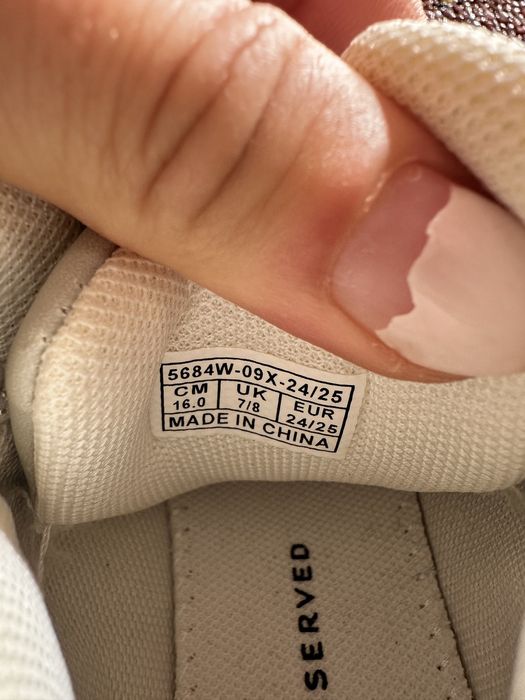 5684W-09X-24/25
CM UK EUR
16.0 7/8 24/25
MADE IN CHINA
SERVED